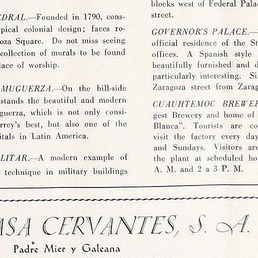 EDRAL.—Founded in 1790, cons-
pical colonial design; faces ro-
oza Square. Do not miss seeing
collection of murals to be found
lace of worship.
MUGUERZA.—On the hill-side
stands the beautiful and modern
guerza, which is not only consi-
rrey's best, but also one of the
itals in Latin America.
LITAR.—A modern example of
technique in military buildings
blocks west of Federal Pala
street.
GOVERNOR'S PALACE.—
official residence of the St
offices. A Spanish style
beautifully furnished and d
particularly interesting. Si
Zaragoza street from Zarag
CUAUHTEMOC BREWER
gest Brewery and home of
Blanca". Tourists are co
visit the factory every day
and Sundays. Visitors are
the plant at scheduled ho
A. M. and 2 a 3 P. M.
ASA CERVANTES, S. A.
Padre Mier y Galeana